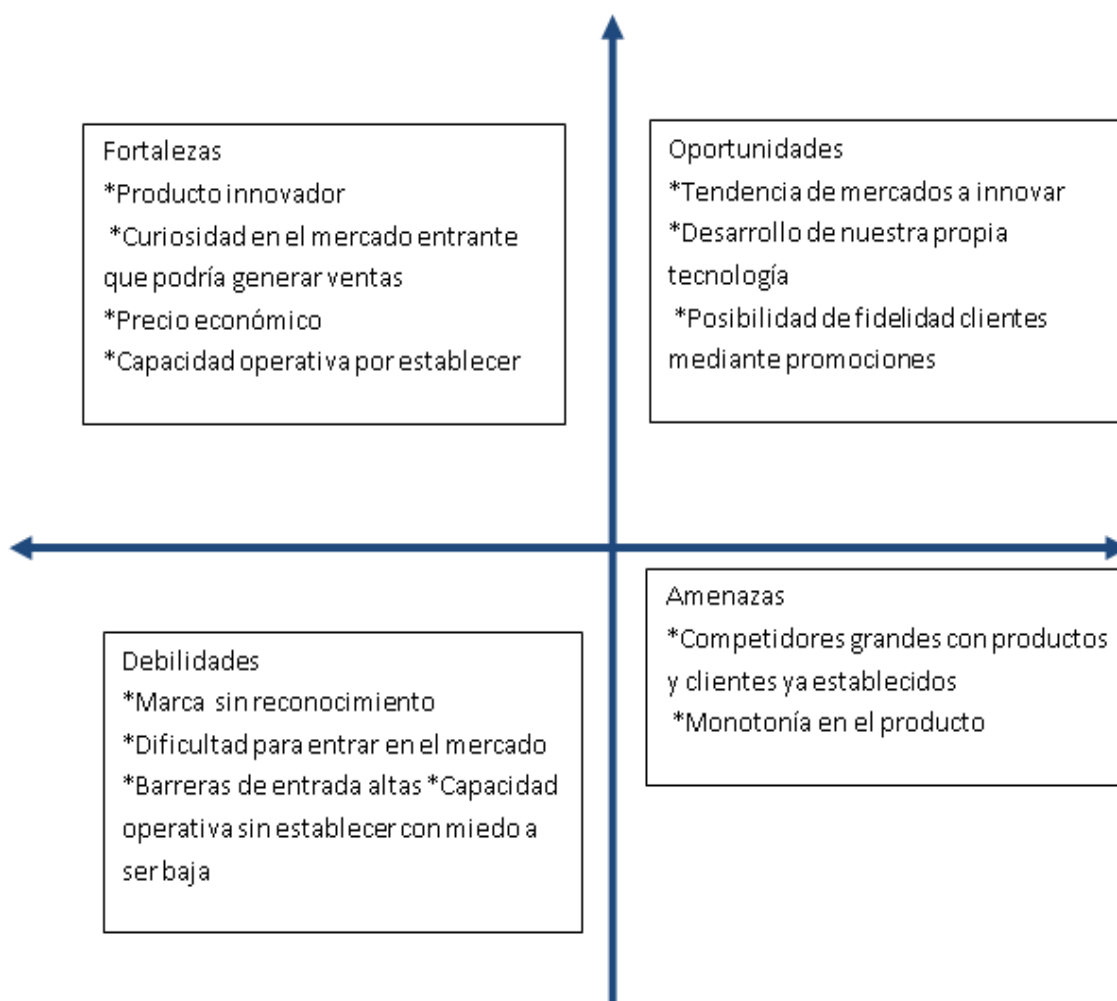 Fortalezas
*Producto innovador
*Curiosidad en el mercado entrante
que podría generar ventas
*Precio económico
*Capacidad operativa por establecer
Oportunidades
*Tendencia de mercados a innovar
*Desarrollo de nuestra propia
tecnología
*Posibilidad de fidelidad clientes
mediante promociones
Debilidades
*Marca sin reconocimiento
*Dificultad para entrar en el mercado
*Barreras de entrada altas *Capacidad
operativa sin establecer con miedo a
ser baja
Amenazas
*Competidores grandes con productos
y clientes ya establecidos
*Monotonía en el producto